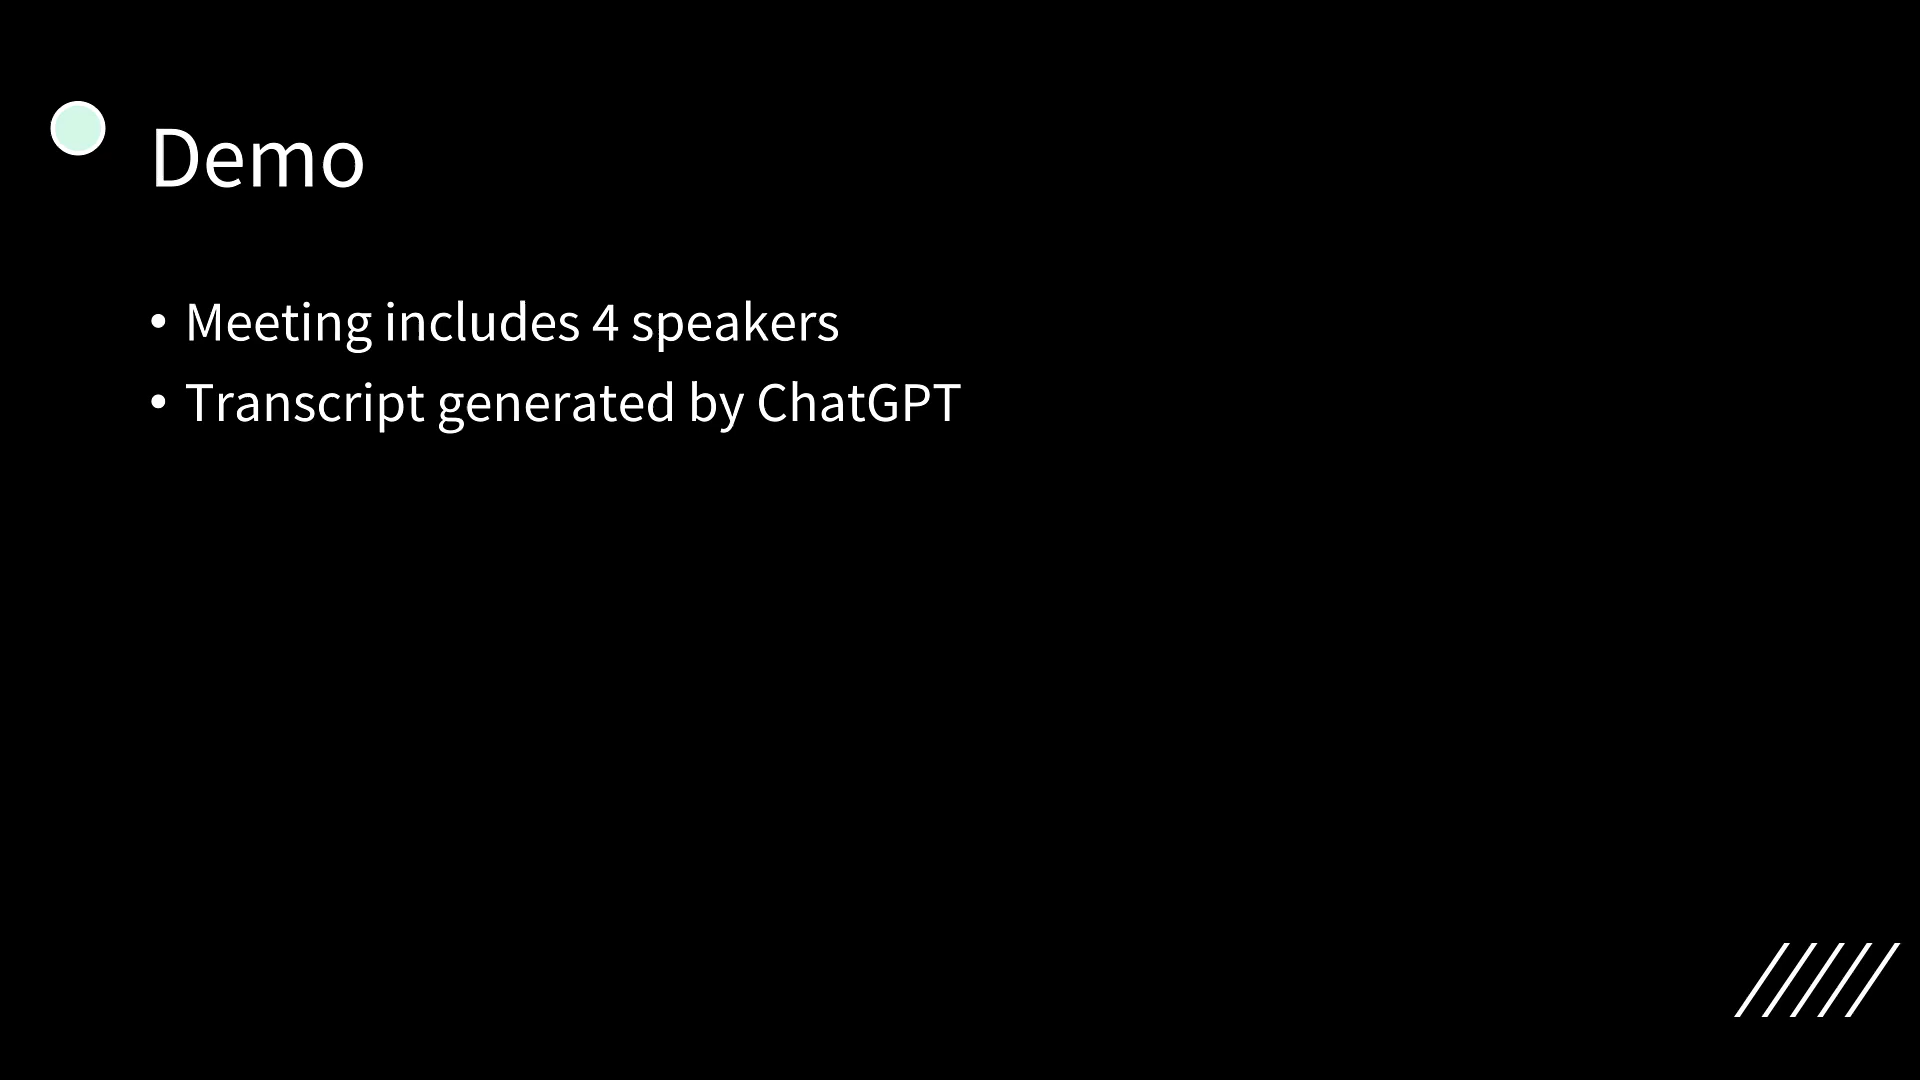 Demo
• Meeting includes 4 speakers
• Transcript generated by ChatGPT